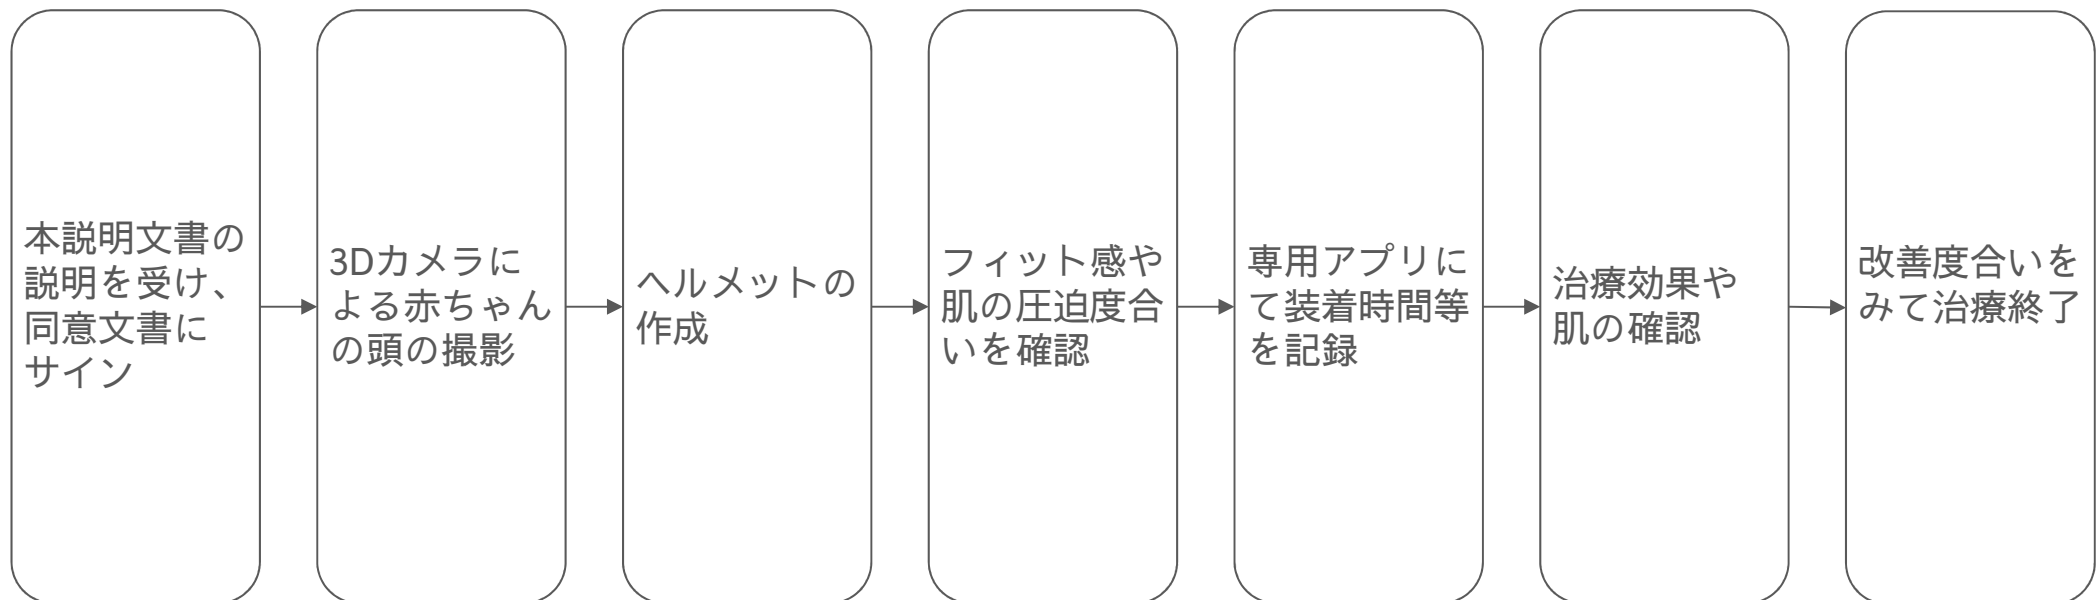 本説明文書の
説明を受け、
同意文書に
サイン
3Dカメラに
よる赤ちゃん
の頭の撮影
ヘルメットの
作成
フィット感や
肌の圧迫度合
いを確認
専用アプリに
て装着時間等
を記録
治療効果や
肌の確認
改善度合いを
みて治療終了